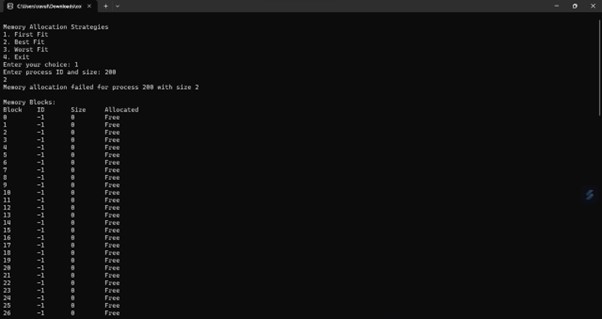 Memory Allocation Strategies
1. First Fit
2. Best Fit
3. Worst Fit
4. Exit
Enter your choice: 1
Enter process ID and size: 200
2
Memory allocation failed for process 200 with size 2
Memory Blocks:
Block ID Size Allocated
0 -1 0 Free
1 -1 0 Free
2 -1 0 Free
3 -1 0 Free
4 -1 0 Free
5 -1 0 Free
6 -1 0 Free
7 -1 0 Free
8 -1 0 Free
9 -1 0 Free
10 -1 0 Free
11 -1 0 Free
12 -1 0 Free
13 -1 0 Free
14 -1 0 Free
15 -1 0 Free
16 -1 0 Free
17 -1 0 Free
18 -1 0 Free
19 -1 0 Free
20 -1 0 Free
21 -1 0 Free
22 -1 0 Free
23 -1 0 Free
24 -1 0 Free
25 -1 0 Free
26 -1 0 Free